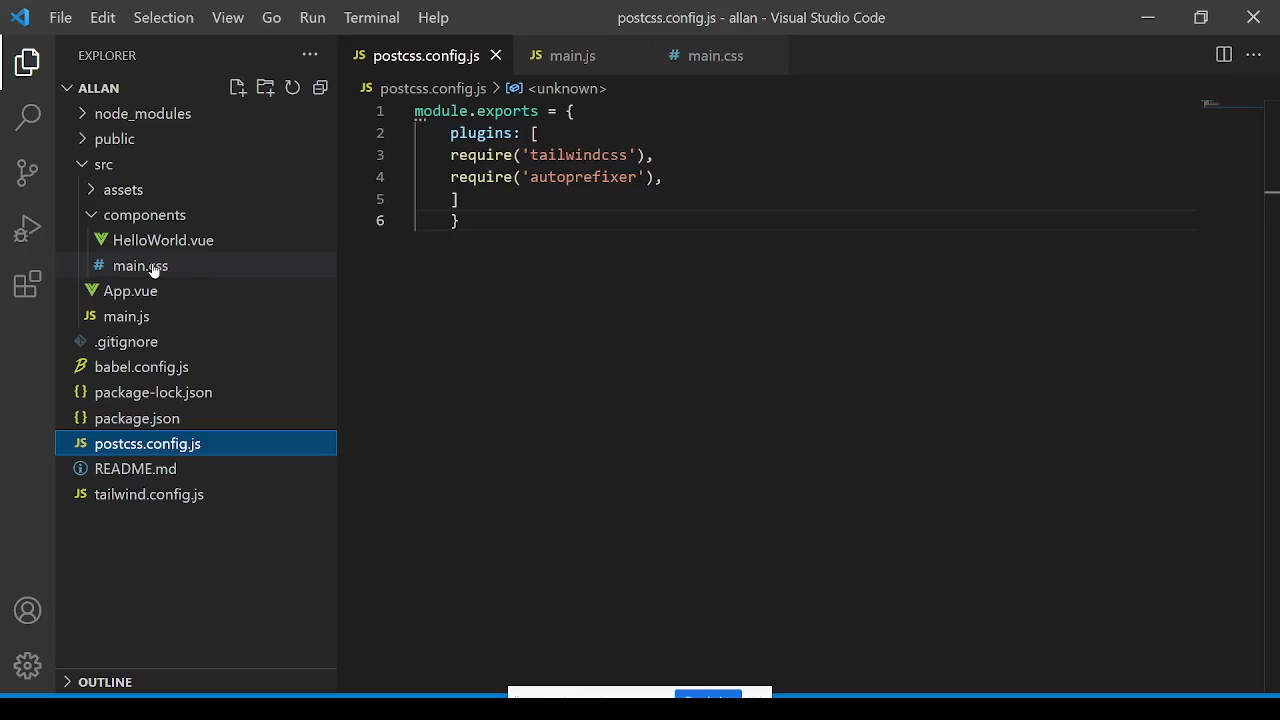 File Edit Selection View Go Run Terminal Help
postcss.config.js - allan - Visual Studio Code
EXPLORER
ALLAN
node_modules
public
src
assets
components
HelloWorld.vue
# main.css
App.vue
JS main.js
.gitignore
babel.config.js
{} package-lock.json
{} package.json
JS postcss.config.js
README.md
JS tailwind.config.js
OUTLINE
JS postcss.config.js
JS main.js
# main.css
JS postcss.config.js > <unknown>
1 module.exports = {
2 plugins: [
3 require('tailwindcss'),
4 require('autoprefixer'),
5 ]
6 }